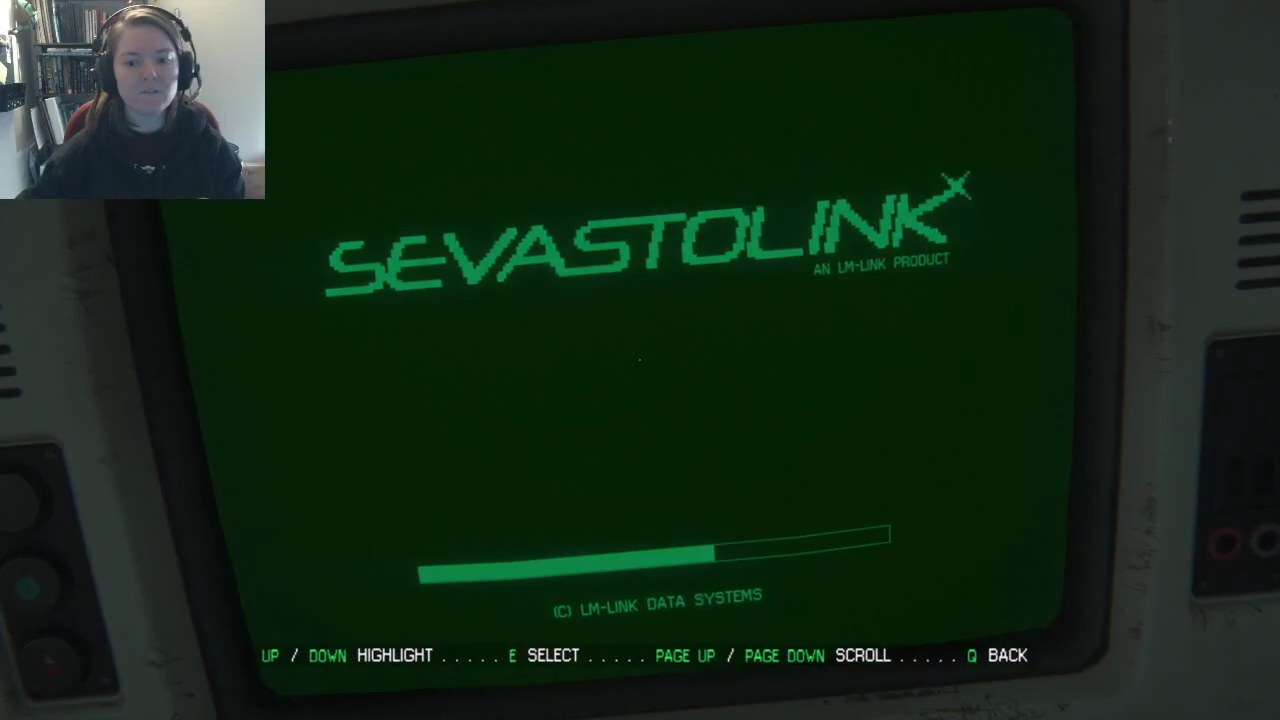 SEVASTOLINK
AN LM-LINK PRODUCT
(C) LM-LINK DATA SYSTEMS
UP / DOWN HIGHLIGHT ..... E SELECT ..... PAGE UP / PAGE DOWN SCROLL ..... Q BACK